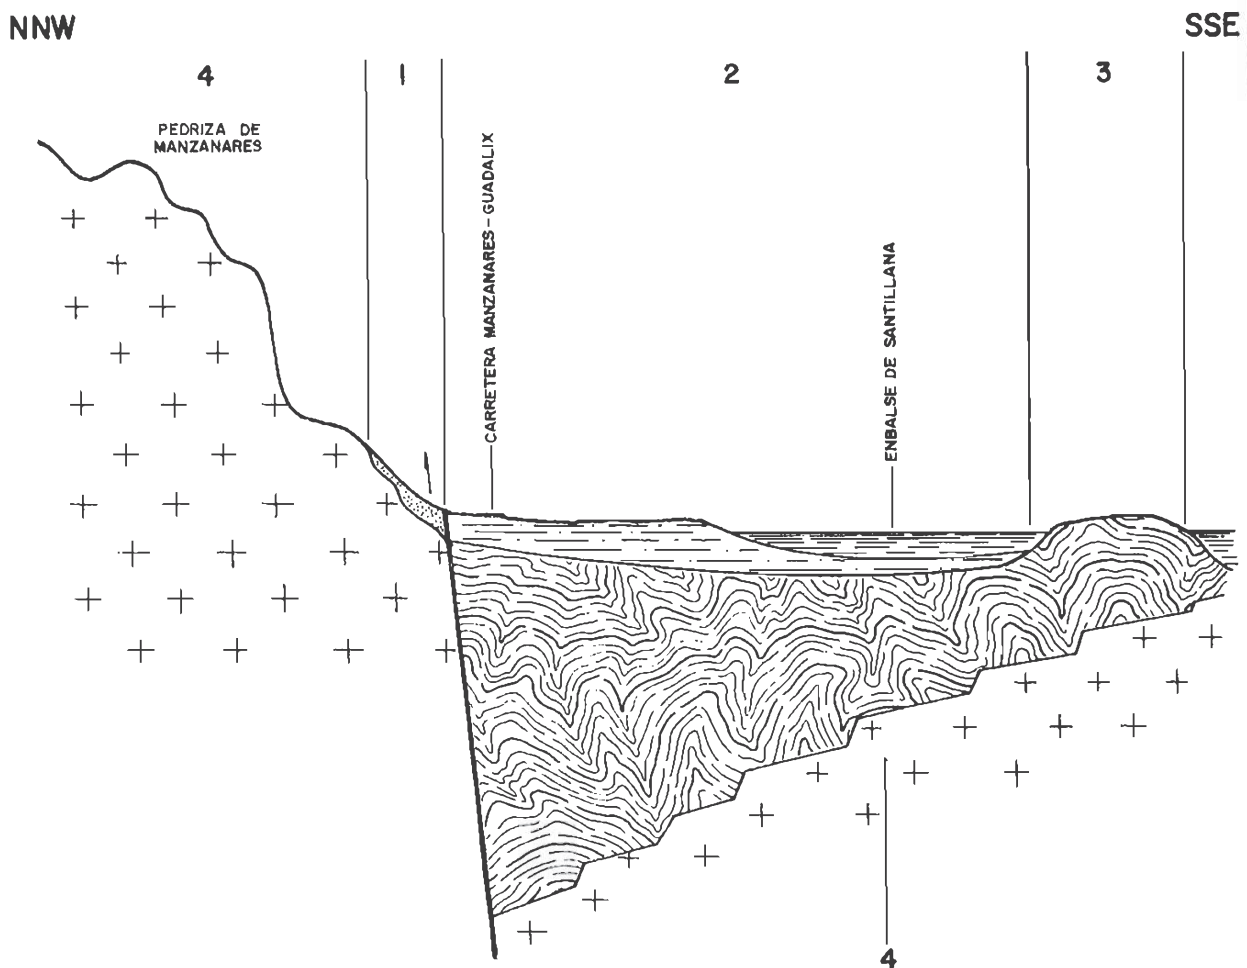 NNW
SSE
4
1
2
3
PEDRIZA DE
MANZANARES
CARRETERA MANZANARES-GUADALIX
ENBALSE DE SANTILLANA
4